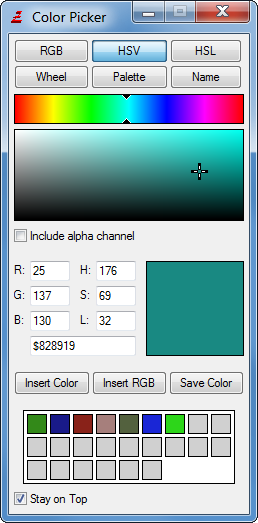 Color Picker
RGB HSV HSL
Wheel Palette Name
Include alpha channel
R: 25 H: 176
G: 137 S: 69
B: 130 L: 32
$828919
Insert Color Insert RGB Save Color
Stay on Top